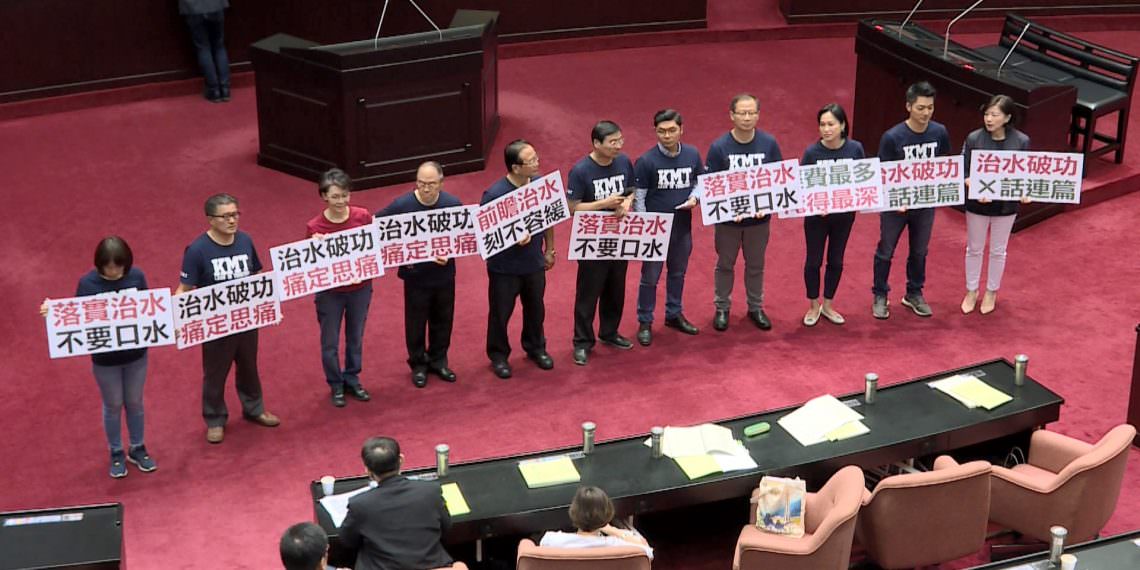 落實治水
不要口水
KMT
治水破功
痛定思痛
治水破功
痛定思痛
治水破功
痛定思痛
前瞻治水
刻不容緩
KMT
落實治水
不要口水
KMT
落實治水
不要口水
KMT
費最多
得最深
KMT
治水破功
話連篇
治水破功
×話連篇